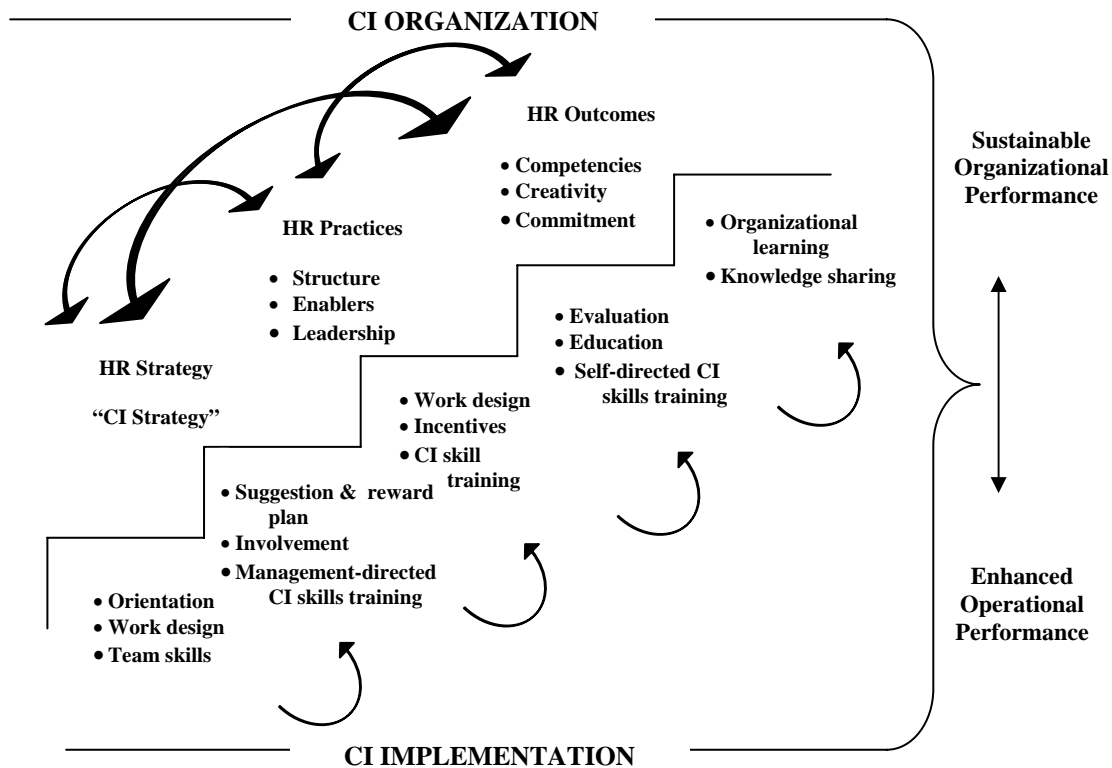 CI ORGANIZATION
HR Outcomes
• Competencies
• Creativity
• Commitment
HR Practices
• Structure
• Enablers
• Leadership
HR Strategy
“CI Strategy”
• Organizational
learning
• Knowledge sharing
• Evaluation
• Education
• Self-directed CI
skills training
• Work design
• Incentives
• CI skill
training
• Suggestion & reward
plan
• Involvement
• Management-directed
CI skills training
• Orientation
• Work design
• Team skills
CI IMPLEMENTATION
Sustainable
Organizational
Performance
Enhanced
Operational
Performance